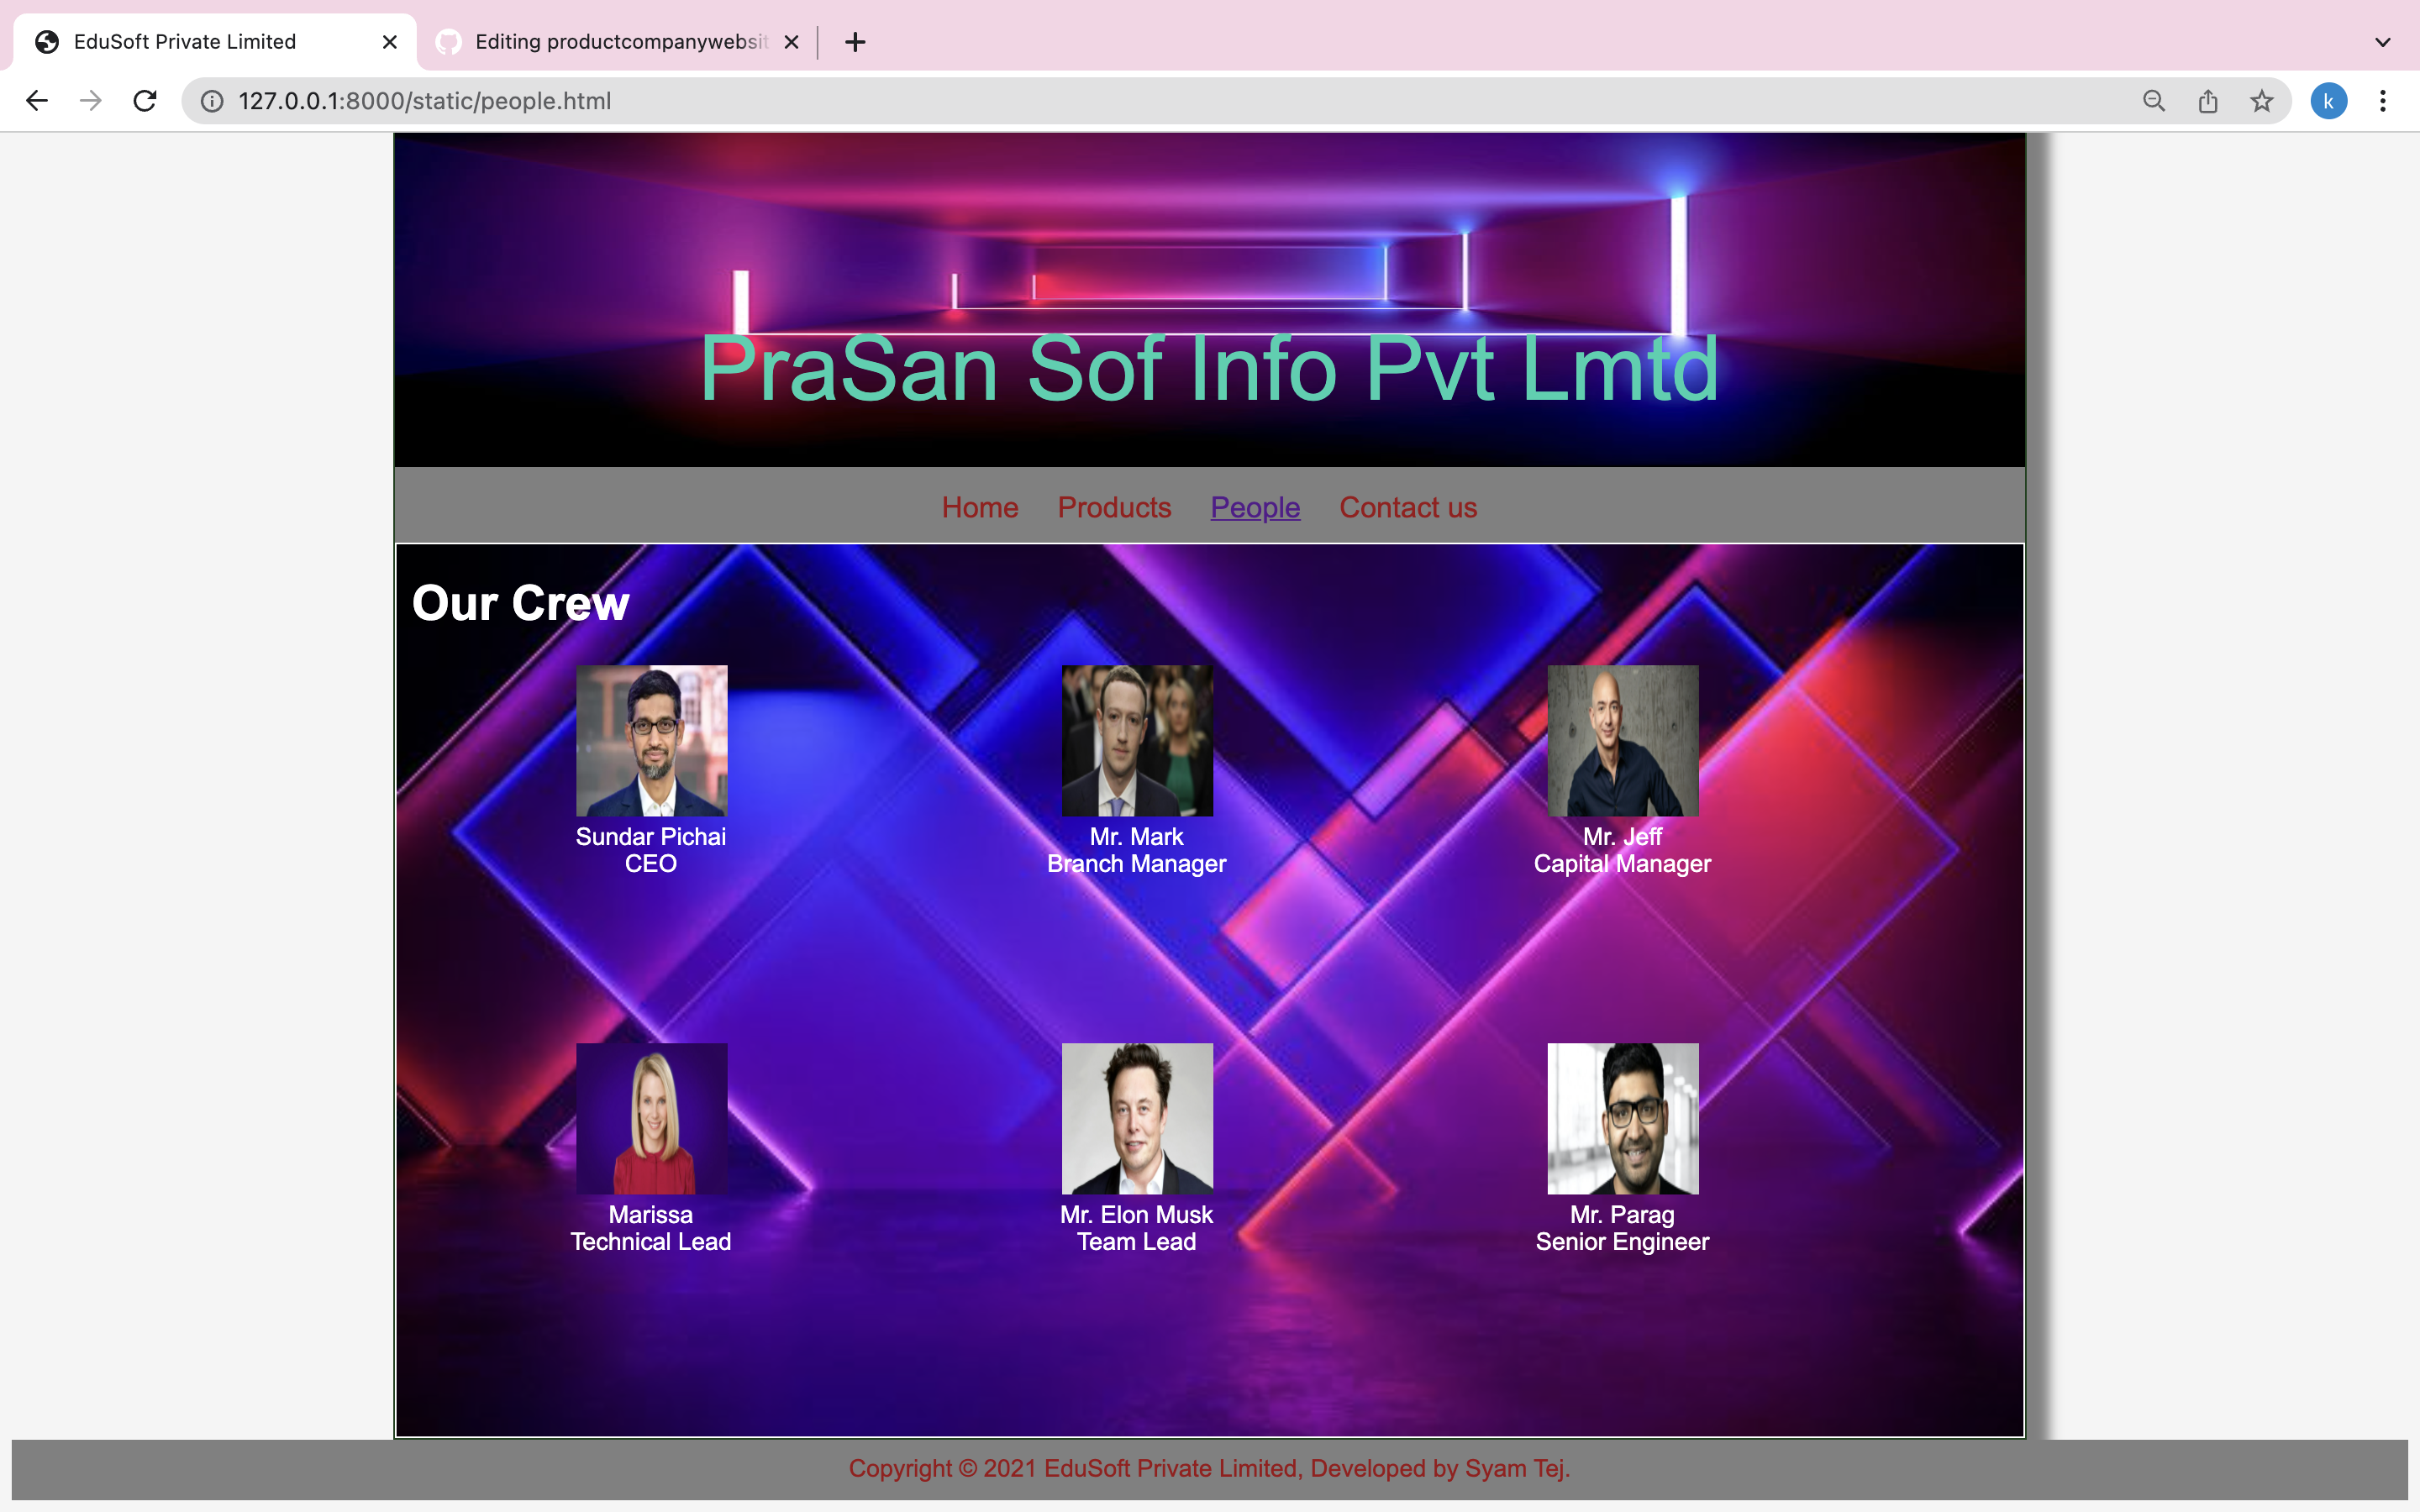 EduSoft Private Limited
Editing productcompanywebsit
127.0.0.1:8000/static/people.html
k
PraSan Sof Info Pvt Lmtd
Home Products People Contact us
Our Crew
Sundar Pichai
CEO
Mr. Mark
Branch Manager
Mr. Jeff
Capital Manager
Marissa
Technical Lead
Mr. Elon Musk
Team Lead
Mr. Parag
Senior Engineer
Copyright © 2021 EduSoft Private Limited, Developed by Syam Tej.